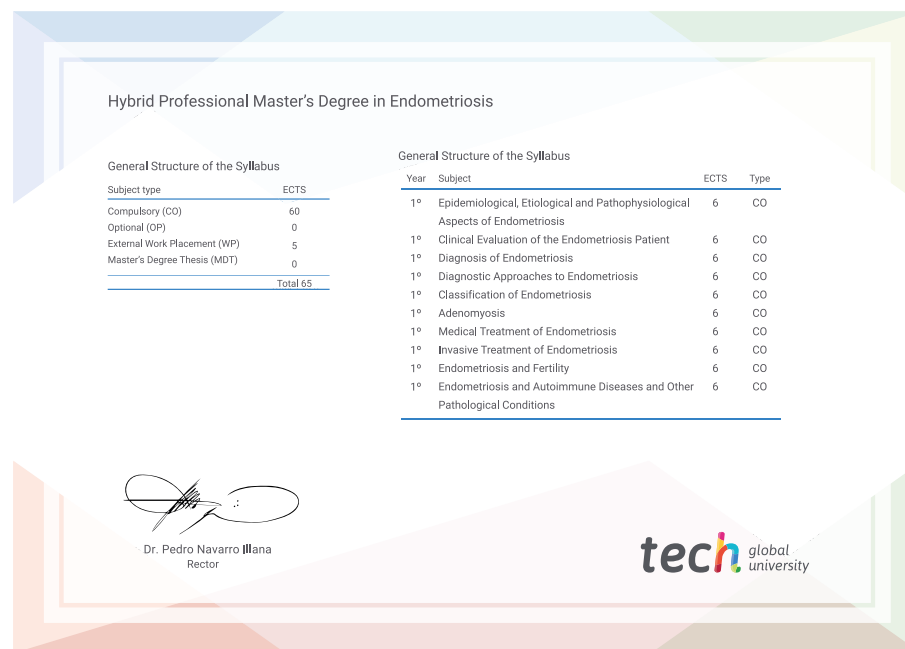 Hybrid Professional Master's Degree in Endometriosis
General Structure of the Syllabus
Subject type ECTS
Compulsory (CO) 60
Optional (OP) 0
External Work Placement (WP) 5
Master's Degree Thesis (MDT) 0
Total 65
General Structure of the Syllabus
Year Subject ECTS Type
1º Epidemiological, Etiological and Pathophysiological 6 CO
Aspects of Endometriosis
1º Clinical Evaluation of the Endometriosis Patient 6 CO
1º Diagnosis of Endometriosis 6 CO
1º Diagnostic Approaches to Endometriosis 6 CO
1º Classification of Endometriosis 6 CO
1º Adenomyosis 6 CO
1º Medical Treatment of Endometriosis 6 CO
1º Invasive Treatment of Endometriosis 6 CO
1º Endometriosis and Fertility 6 CO
1º Endometriosis and Autoimmune Diseases and Other 6 CO
Pathological Conditions
Dr. Pedro Navarro Illana
Rector
tech global
university